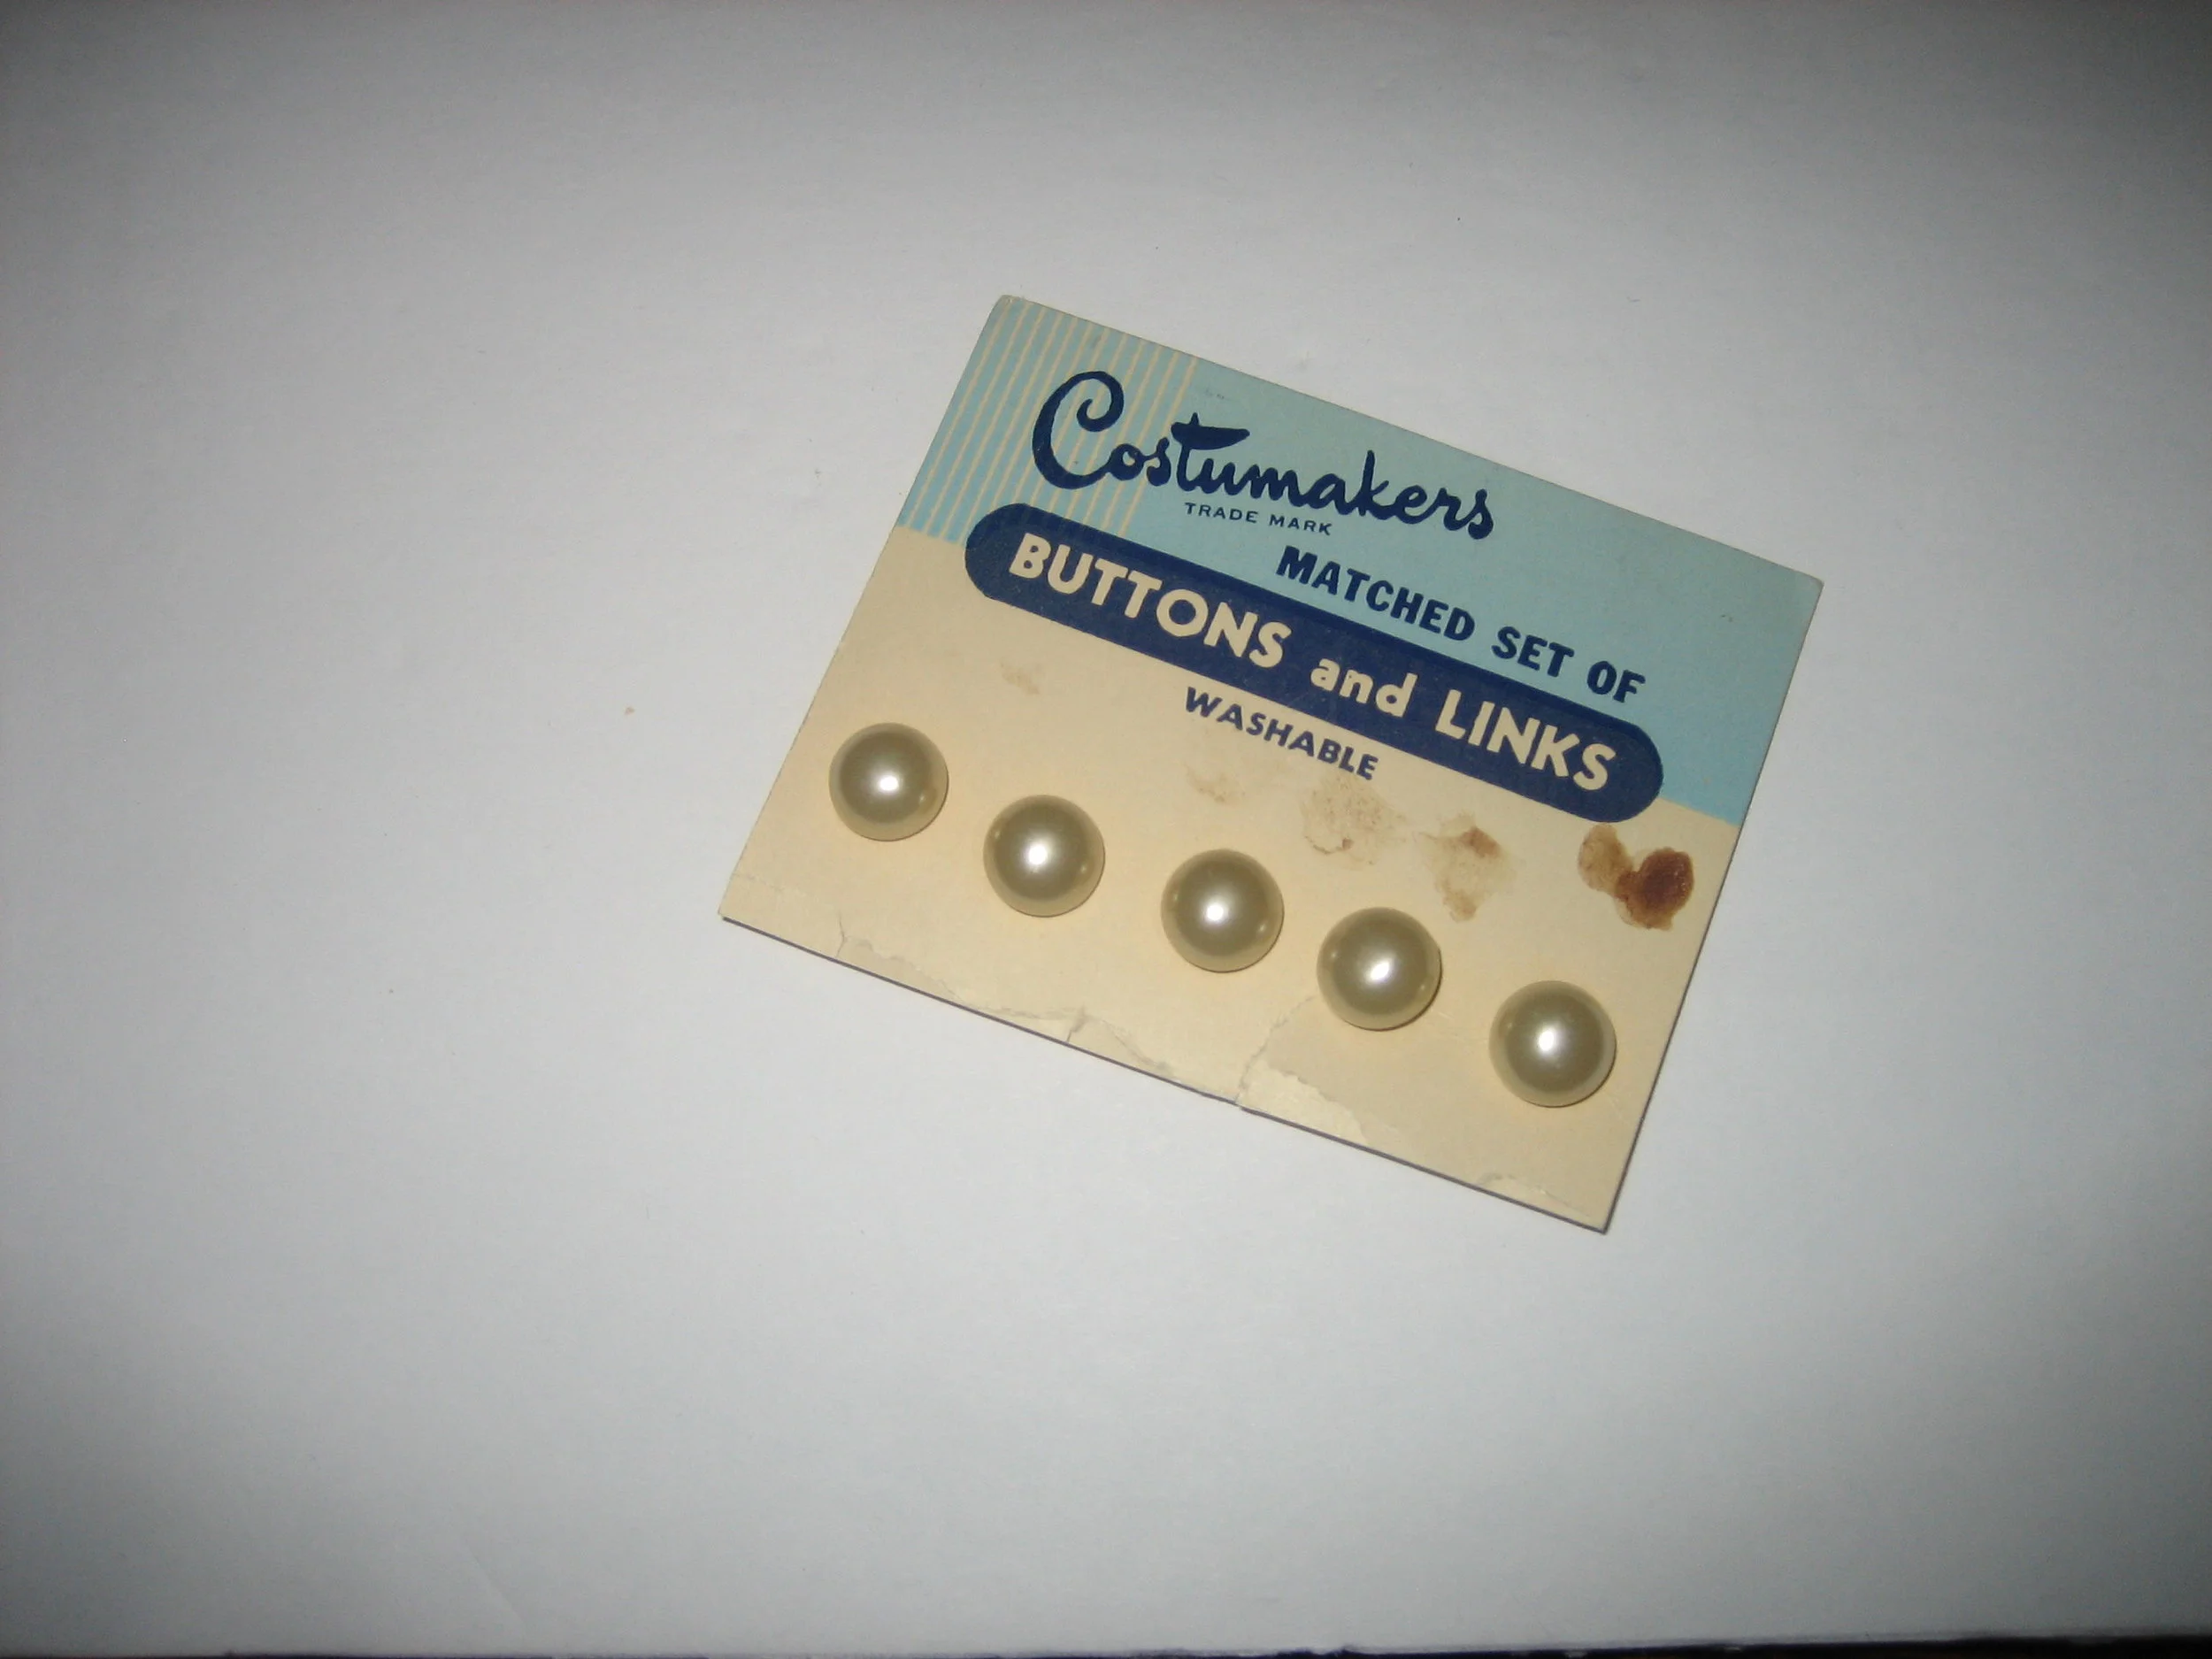 Costumakers
TRADE MARK
MATCHED SET OF
BUTTONS and LINKS
WASHABLE